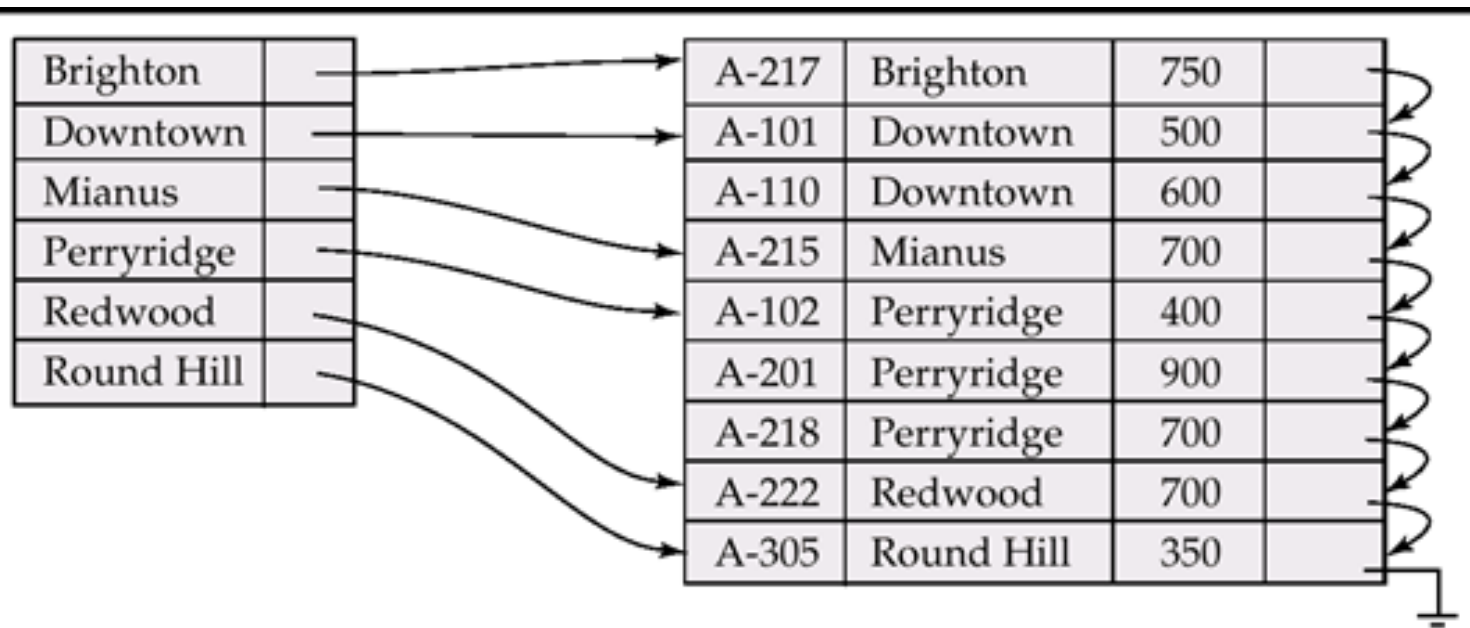 Brighton
Downtown
Mianus
Perryridge
Redwood
Round Hill
A-217 Brighton 750
A-101 Downtown 500
A-110 Downtown 600
A-215 Mianus 700
A-102 Perryridge 400
A-201 Perryridge 900
A-218 Perryridge 700
A-222 Redwood 700
A-305 Round Hill 350